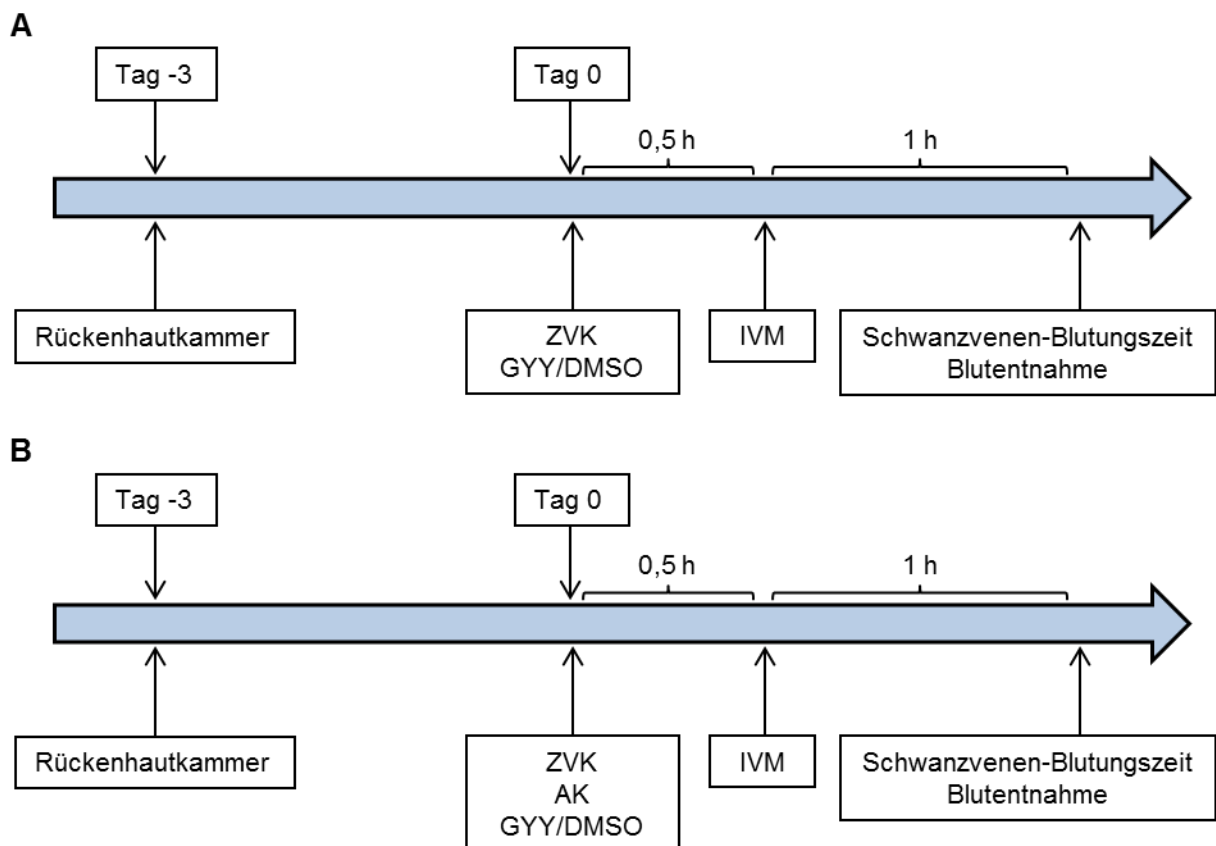 A
Tag -3
Tag 0
0,5 h
1 h
Rückenhautkammer
ZVK
GYY/DMSO
IVM
Schwanzvenen-Blutungszeit
Blutentnahme
B
Tag -3
Tag 0
0,5 h
1 h
Rückenhautkammer
ZVK
AK
GYY/DMSO
IVM
Schwanzvenen-Blutungszeit
Blutentnahme